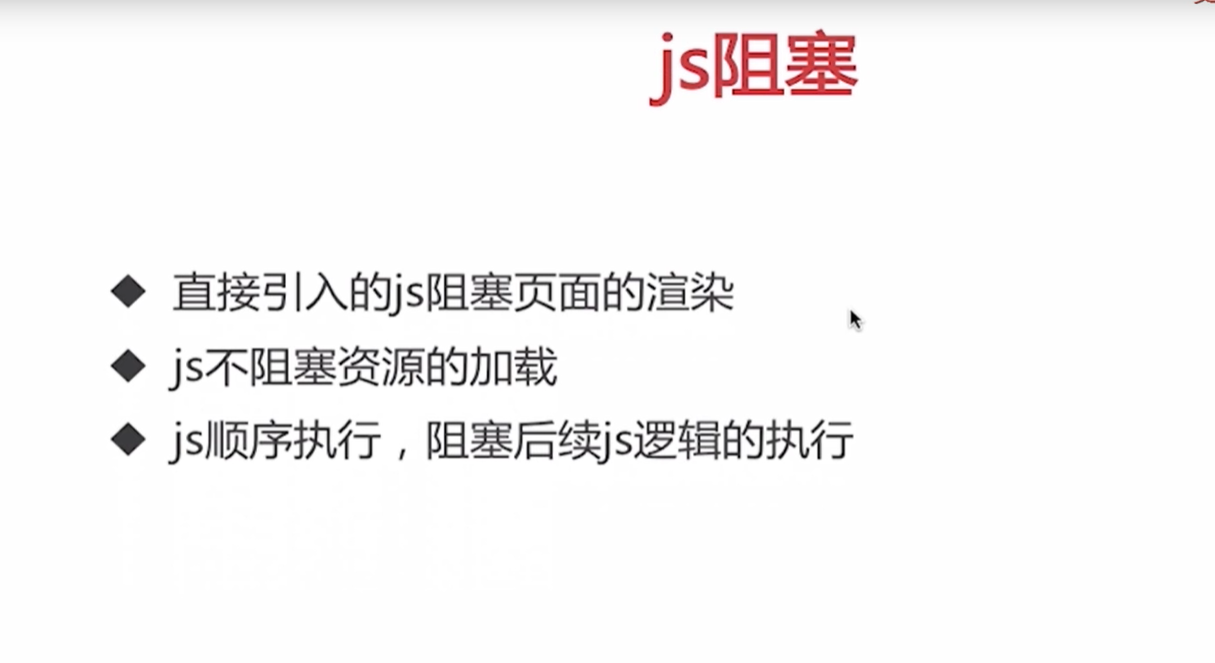 js阻塞
直接引入的js阻塞页面的渲染
js不阻塞资源的加载
js顺序执行，阻塞后续js逻辑的执行